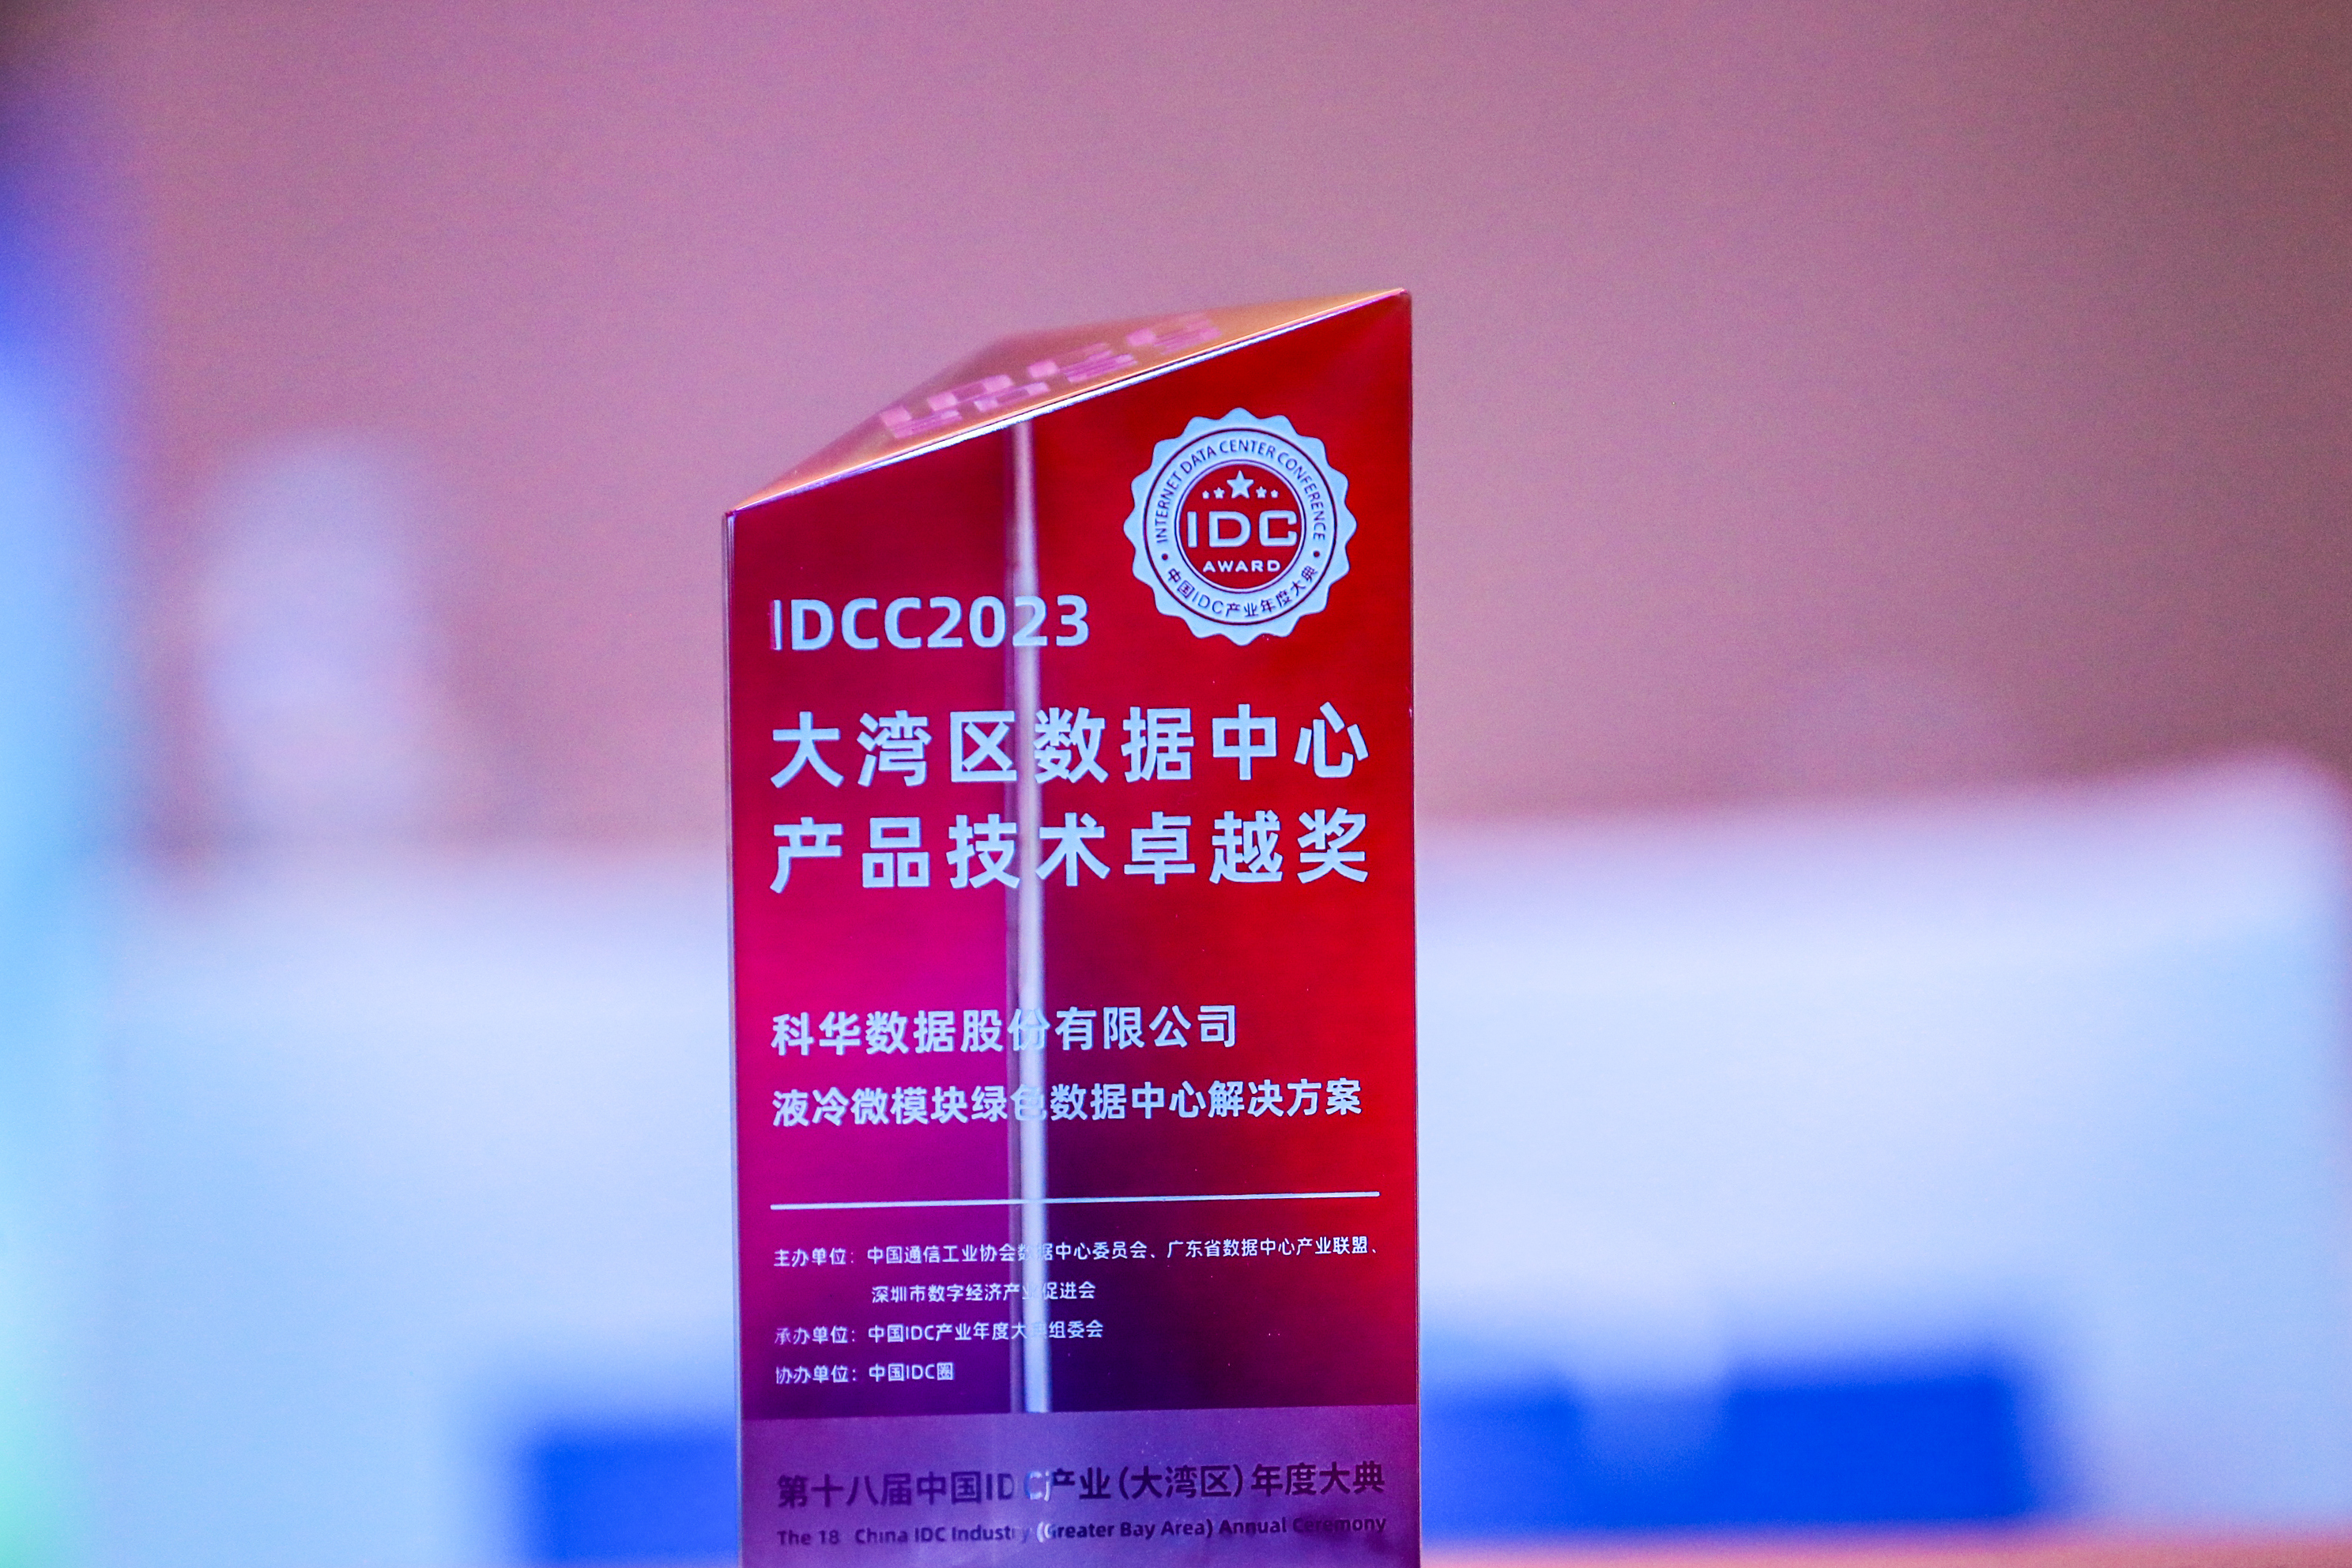 INTERNET DATA CENTER CONFERENCE
IDC
AWARD
中国IDC产业年度大典
IDCC2023
大湾区数据中心
产品技术卓越奖
科华数据股份有限公司
液冷微模块绿色数据中心解决方案
主办单位：中国通信工业协会数据中心委员会、广东省数据中心产业联盟、
深圳市数字经济产业促进会
承办单位：中国IDC产业年度大典组委会
协办单位：中国IDC圈
第十八届中国IDC产业（大湾区）年度大典
The 18 China IDC Industry (Greater Bay Area) Annual Ceremony